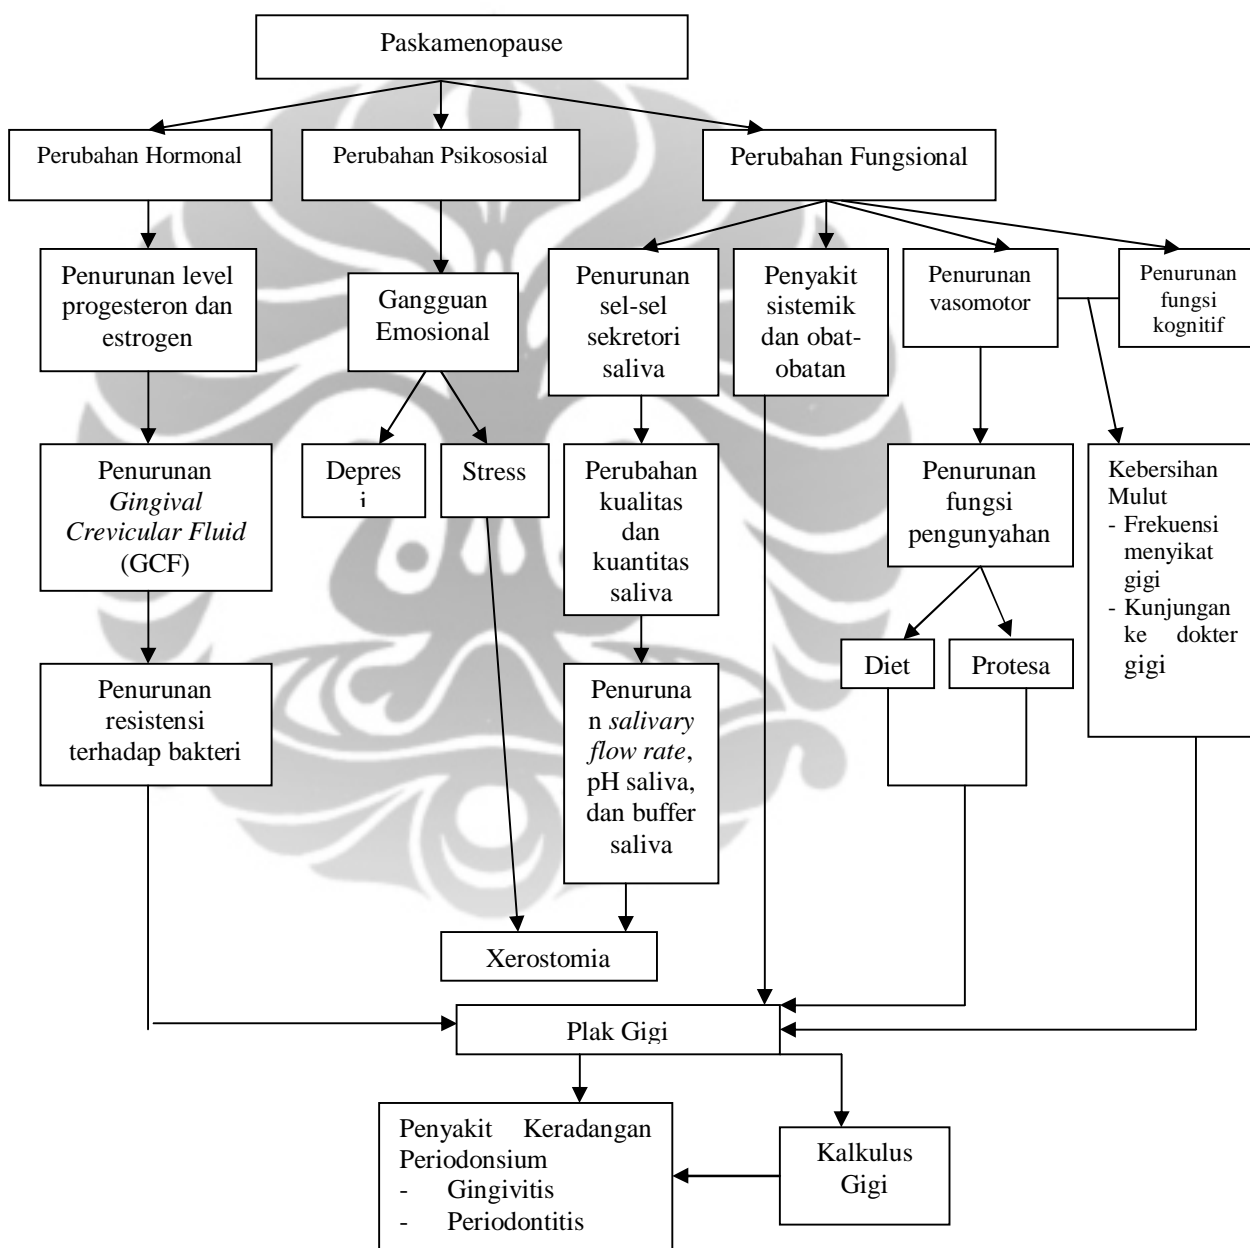 Paskamenopause
Perubahan Hormonal
Perubahan Psikososial
Perubahan Fungsional
Penurunan level
progesteron dan
estrogen
Gangguan
Emosional
Penurunan
sel-sel
sekretori
saliva
Penyakit
sistemik
dan obat-
obatan
Penurunan
vasomotor
Penurunan
fungsi
kognitif
Penurunan
Gingival
Crevicular Fluid
(GCF)
Depres
i
Stress
Perubahan
kualitas
dan
kuantitas
saliva
Penurunan
fungsi
pengunyahan
Kebersihan
Mulut
- Frekuensi
menyikat
gigi
- Kunjungan
ke dokter
gigi
Diet
Protesa
Penurunan
resistensi
terhadap bakteri
Penuruna
n salivary
flow rate,
pH saliva,
dan buffer
saliva
Xerostomia
Plak Gigi
Penyakit Keradangan
Periodonsium
- Gingivitis
- Periodontitis
Kalkulus
Gigi